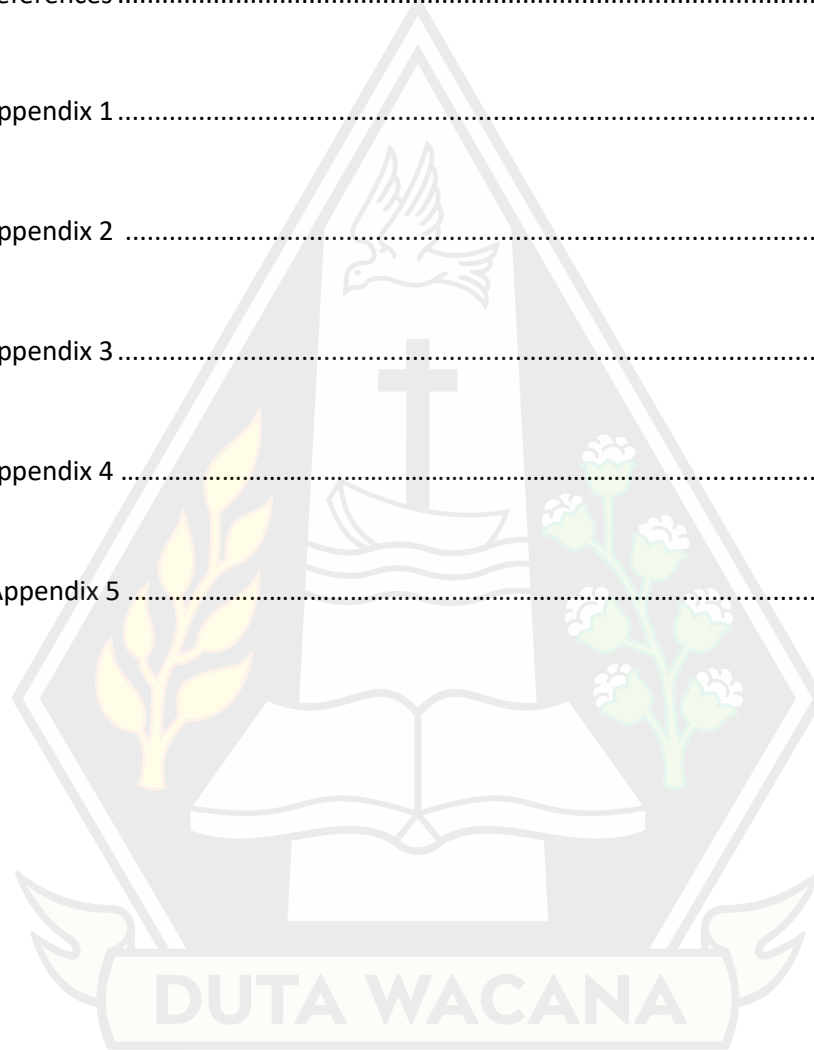 eferences ................................................................................................
ppendix 1 ................................................................................................
ppendix 2 ................................................................................................
ppendix 3 ................................................................................................
ppendix 4 ................................................................................................
Appendix 5 ................................................................................................
DUTA WACANA